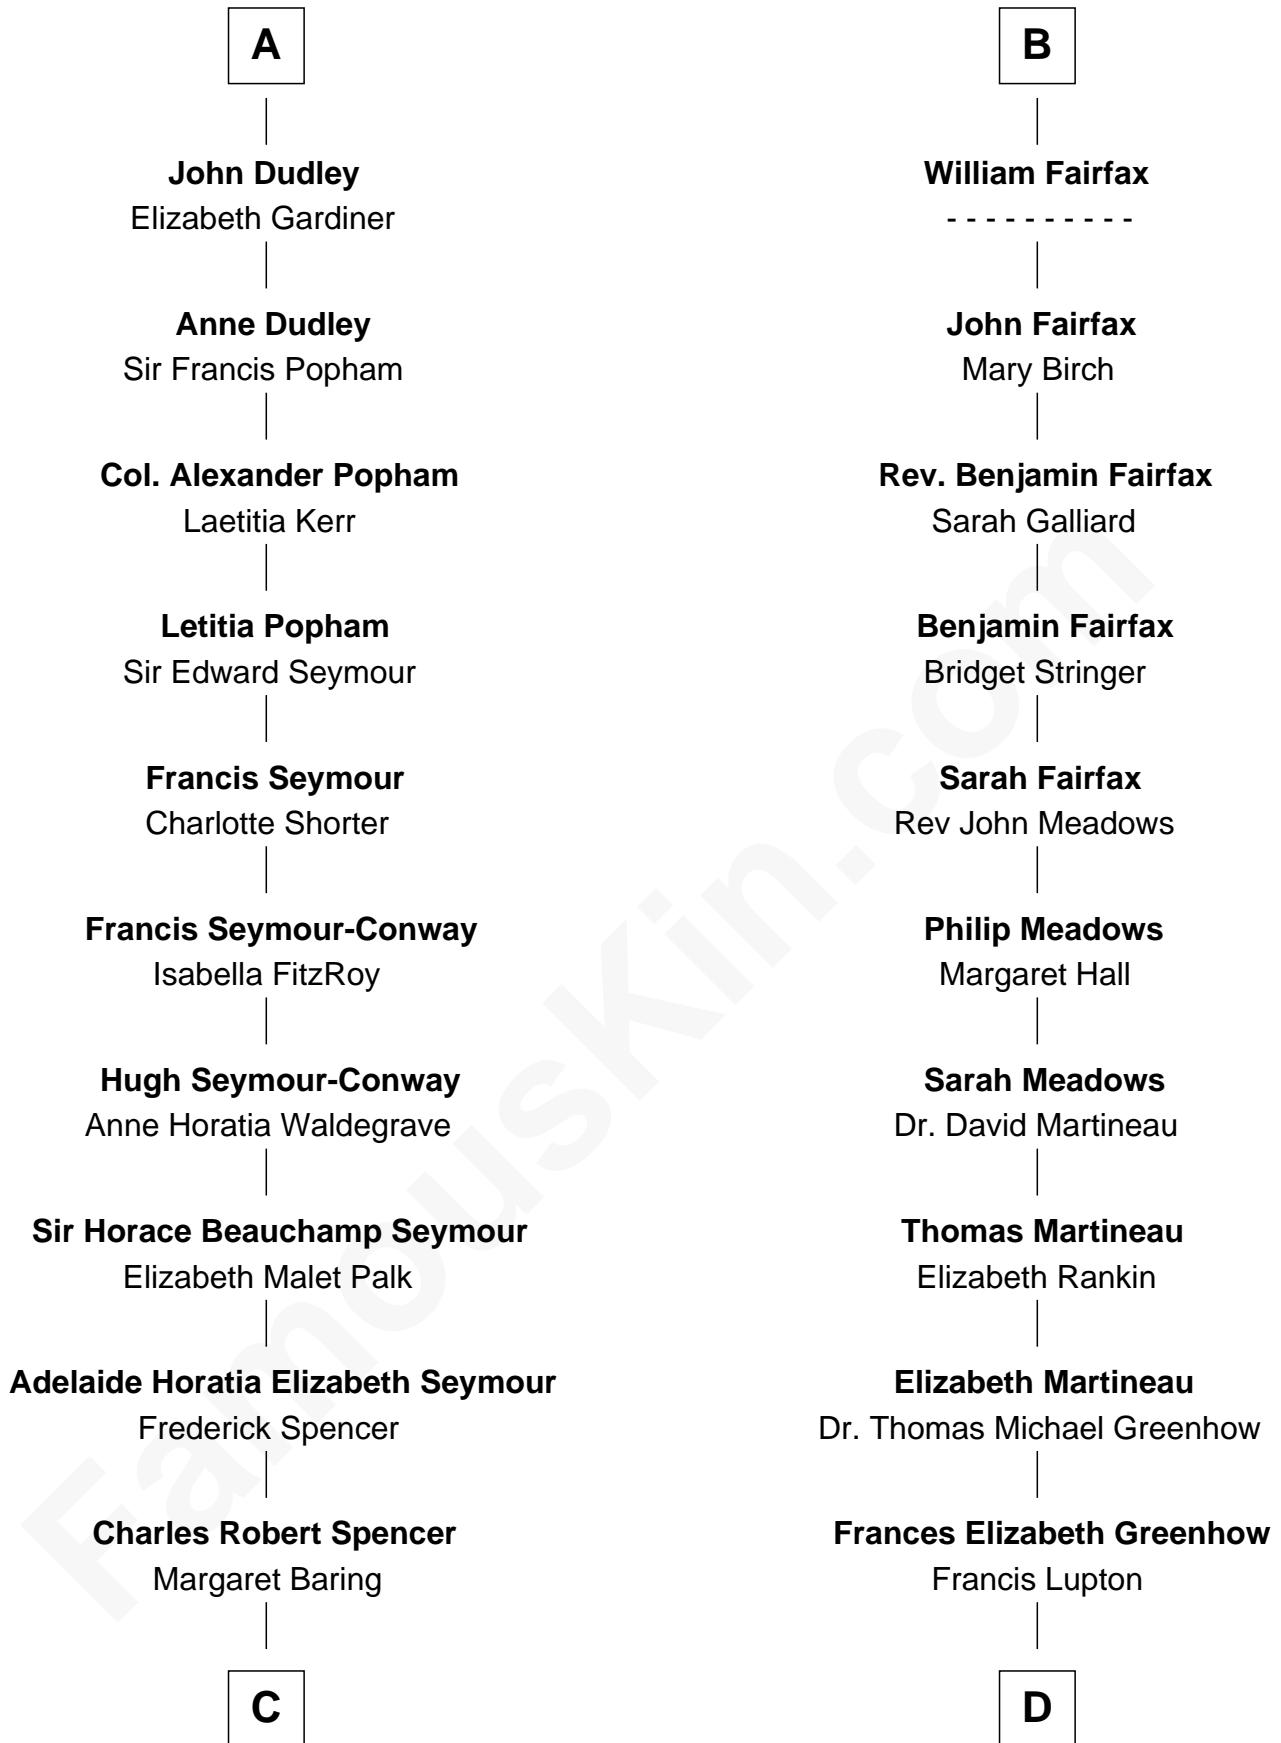 A
John Dudley
Elizabeth Gardiner
Anne Dudley
Sir Francis Popham
Col. Alexander Popham
Laetitia Kerr
Letitia Popham
Sir Edward Seymour
Francis Seymour
Charlotte Shorter
Francis Seymour-Conway
Isabella FitzRoy
Hugh Seymour-Conway
Anne Horatia Waldegrave
Sir Horace Beauchamp Seymour
Elizabeth Malet Palk
Adelaide Horatia Elizabeth Seymour
Frederick Spencer
Charles Robert Spencer
Margaret Baring
C
B
William Fairfax
- - - - - - - - - -
John Fairfax
Mary Birch
Rev. Benjamin Fairfax
Sarah Galliard
Benjamin Fairfax
Bridget Stringer
Sarah Fairfax
Rev John Meadows
Philip Meadows
Margaret Hall
Sarah Meadows
Dr. David Martineau
Thomas Martineau
Elizabeth Rankin
Elizabeth Martineau
Dr. Thomas Michael Greenhow
Frances Elizabeth Greenhow
Francis Lupton
D
FamousKin.com